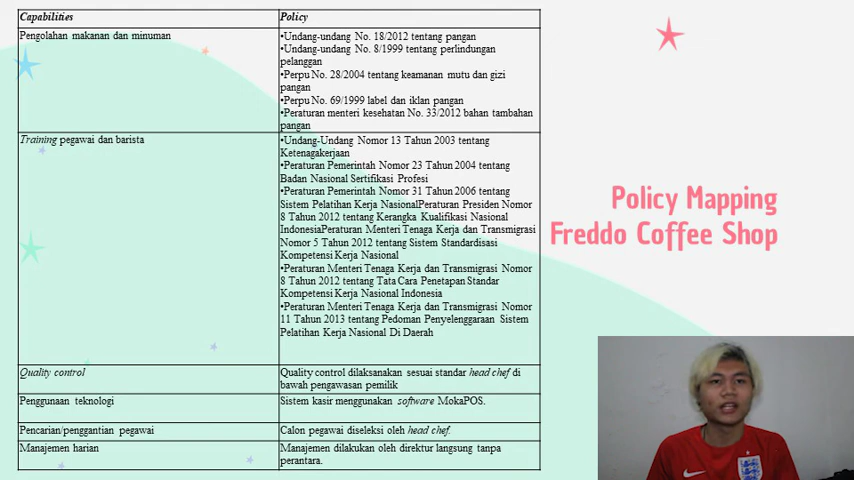 Capabilities
Policy
Pengolahan makanan dan minuman
•Undang-undang No. 18/2012 tentang pangan
•Undang-undang No. 8/1999 tentang perlindungan
pelanggan
•Perpu No. 28/2004 tentang keamanan mutu dan gizi
pangan
•Perpu No. 69/1999 label dan iklan pangan
•Peraturan menteri kesehatan No. 33/2012 bahan tambahan
pangan
Training pegawai dan barista
•Undang-Undang Nomor 13 Tahun 2003 tentang
Ketenagakerjaan
•Peraturan Pemerintah Nomor 23 Tahun 2004 tentang
Badan Nasional Sertifikasi Profesi
•Peraturan Pemerintah Nomor 31 Tahun 2006 tentang
Sistem Pelatihan Kerja NasionalPeraturan Presiden Nomor
8 Tahun 2012 tentang Kerangka Kualifikasi Nasional
IndonesiaPeraturan Menteri Tenaga Kerja dan Transmigrasi
Nomor 5 Tahun 2012 tentang Sistem Standardisasi
Kompetensi Kerja Nasional
•Peraturan Menteri Tenaga Kerja dan Transmigrasi Nomor
8 Tahun 2012 tentang Tata Cara Penetapan Standar
Kompetensi Kerja Nasional Indonesia
•Peraturan Menteri Tenaga Kerja dan Transmigrasi Nomor
11 Tahun 2013 tentang Pedoman Penyelenggaraan Sistem
Pelatihan Kerja Nasional Di Daerah
Quality control
Quality control dilaksanakan sesuai standar head chef di
bawah pengawasan pemilik
Penggunaan teknologi
Sistem kasir menggunakan software MokaPOS.
Pencarian/penggantian pegawai
Calon pegawai diseleksi oleh head chef.
Manajemen harian
Manajemen dilakukan oleh direktur langsung tanpa
perantara.
Policy Mapping
Freddo Coffee Shop